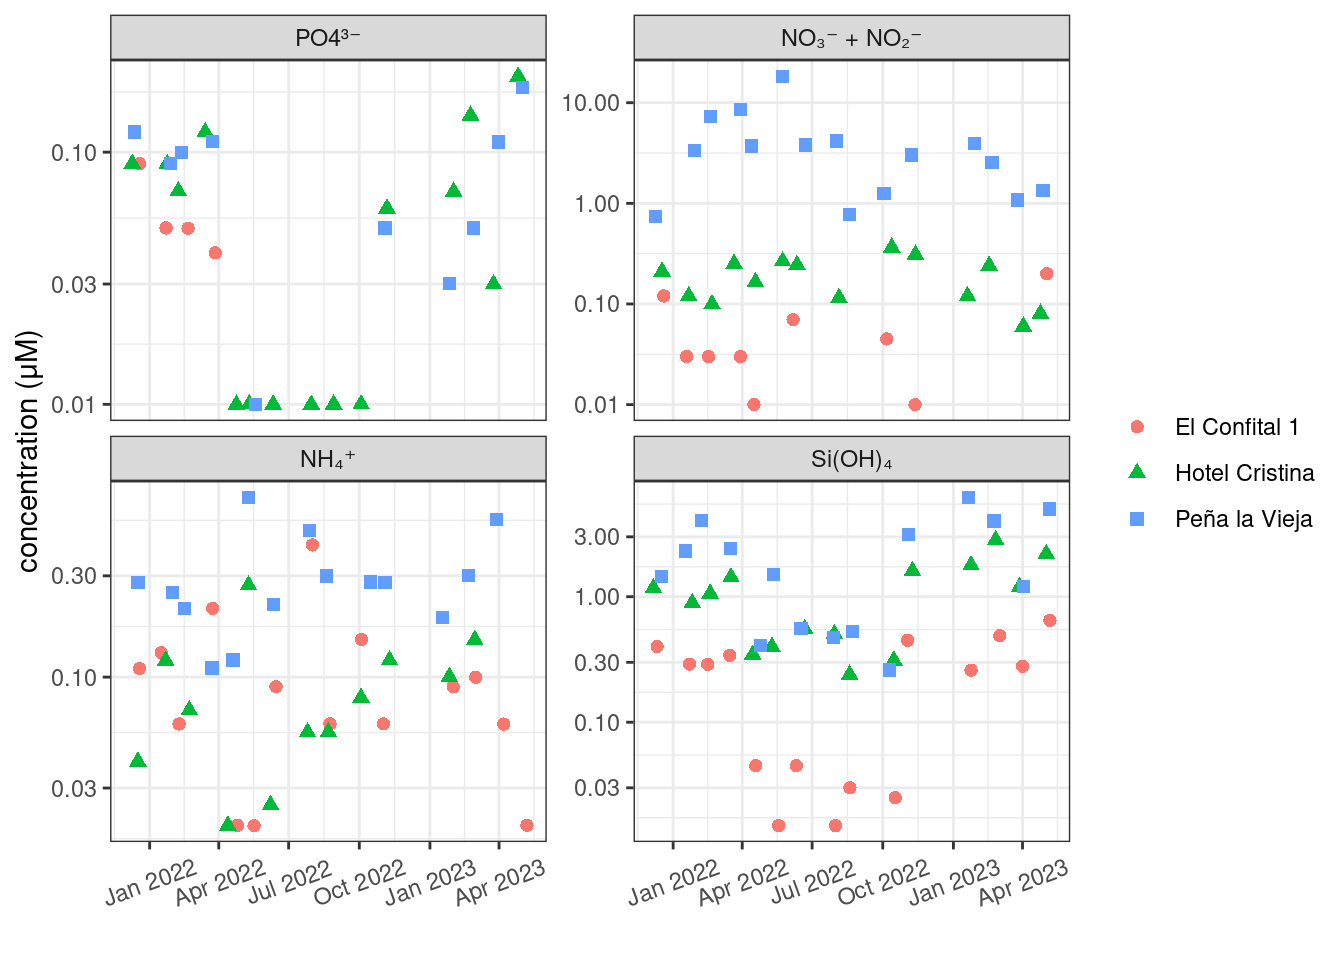 PO4³⁻
NO₃⁻ + NO₂⁻
0.10
0.03
0.01
10.00
1.00
0.10
0.01
concentration (μM)
NH₄⁺
Si(OH)₄
0.30
0.10
0.03
3.00
1.00
0.30
0.10
0.03
Jan 2022
Apr 2022
Jul 2022
Oct 2022
Jan 2023
Apr 2023
Jan 2022
Apr 2022
Jul 2022
Oct 2022
Jan 2023
Apr 2023
El Confital 1
Hotel Cristina
Peña la Vieja